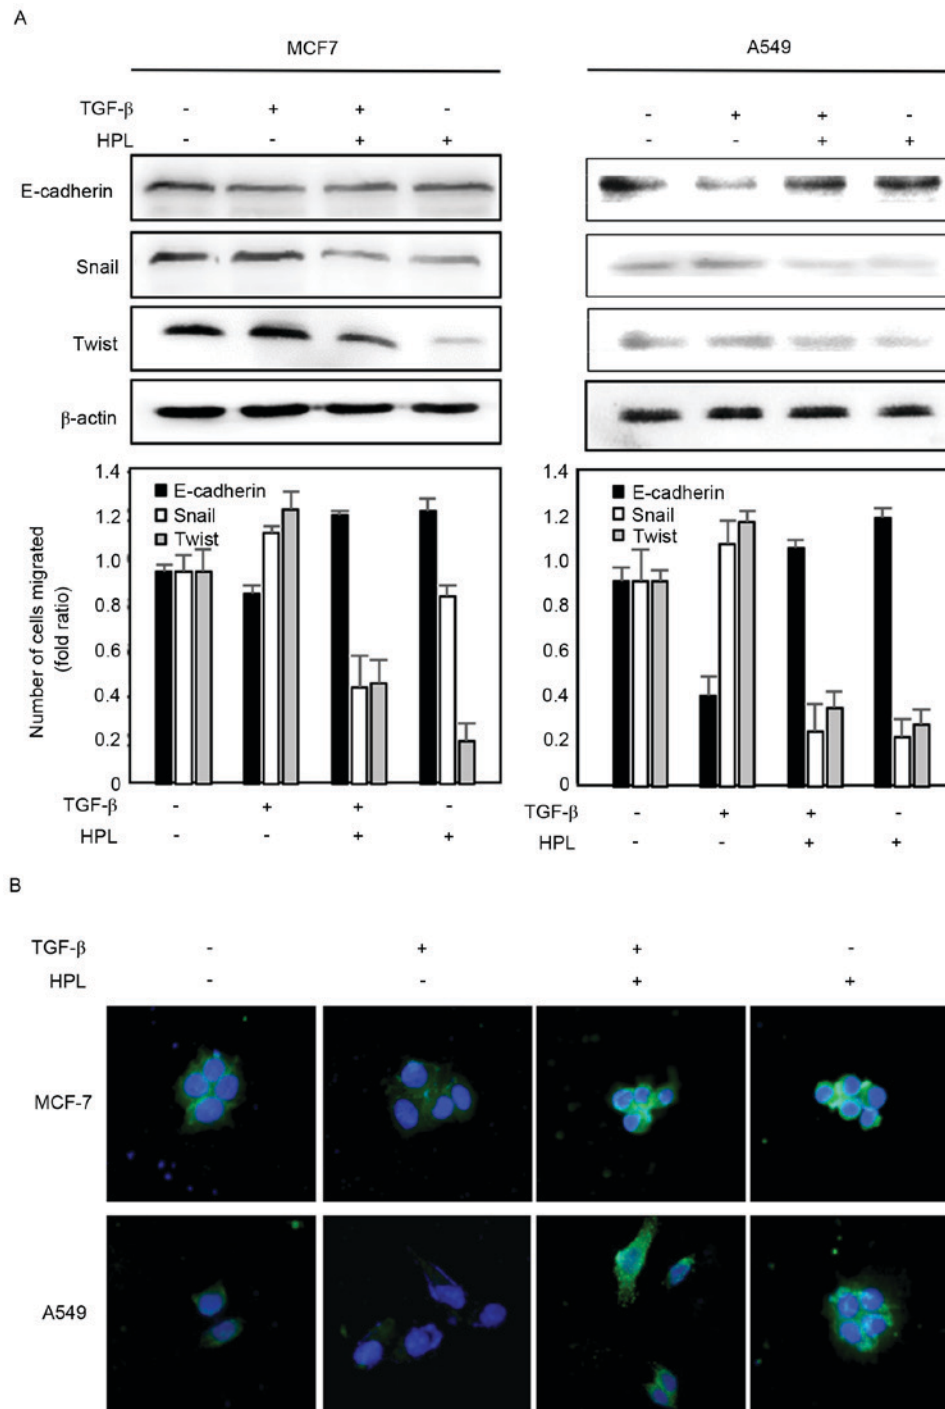 A
MCF7 A549
TGF-β - + + - - + + -
HPL - - + + - - + +
E-cadherin
Snail
Twist
β-actin
1.4 1.4
E-cadherin E-cadherin
1.2 1.2
Snail Snail
Twist Twist
1.0 1.0
0.8 0.8
0.6 0.6
0.4 0.4
0.2 0.2
0 0
Number of cells migrated
(fold ratio)
TGF-β - + + - TGF-β - + + -
HPL - - + + HPL - - + +
B
TGF-β - + + -
HPL - - + +
MCF-7
A549